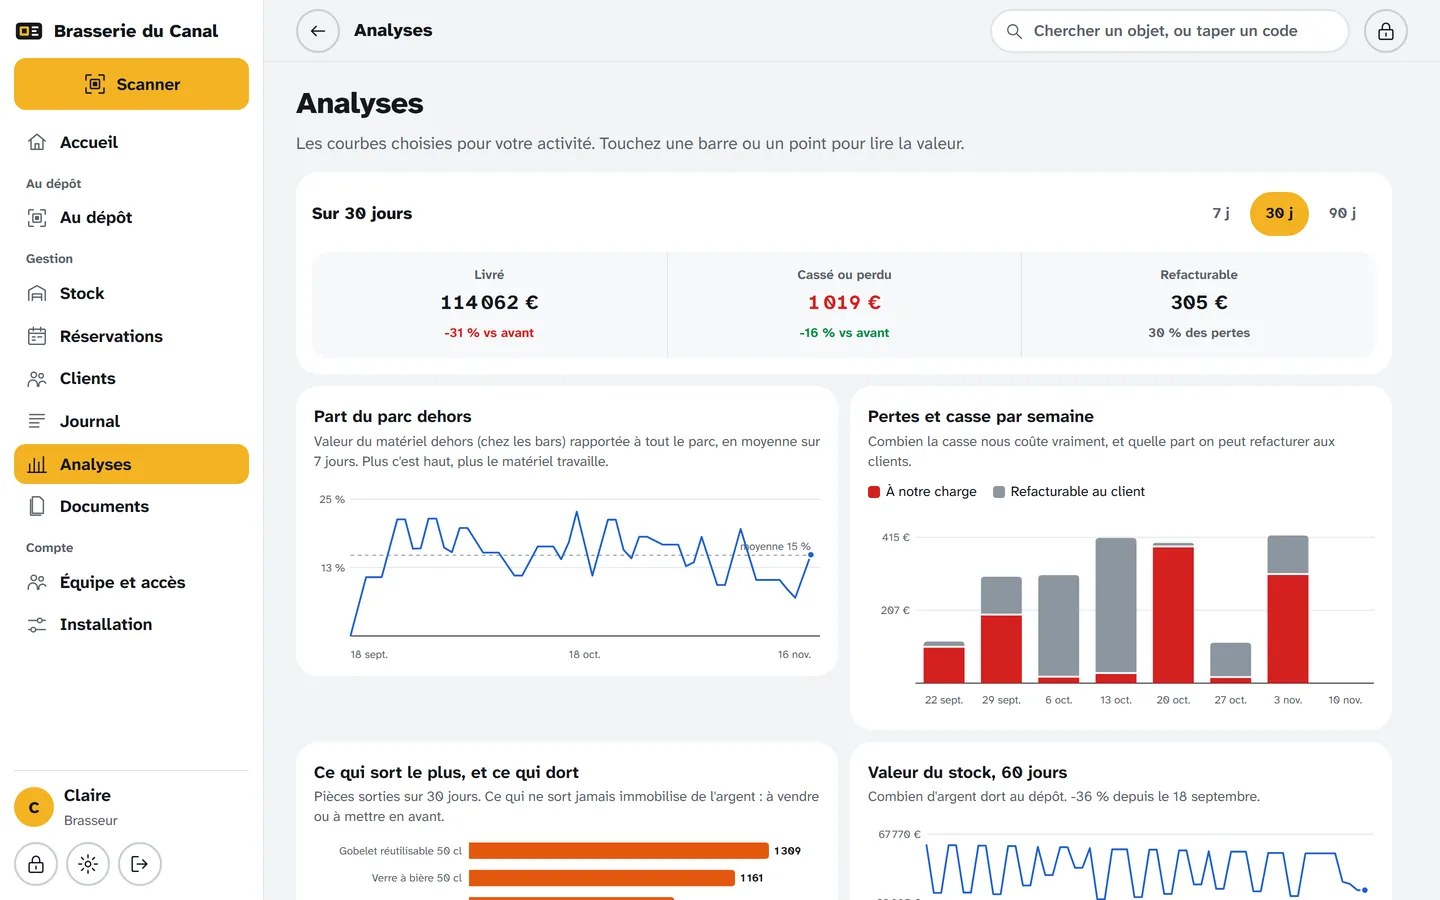 Brasserie du Canal
Scanner
Accueil
Au dépôt
Au dépôt
Gestion
Stock
Réservations
Clients
Journal
Analyses
Documents
Compte
Équipe et accès
Installation
C
Claire
Brasseur
Analyses
Chercher un objet, ou taper un code
Analyses
Les courbes choisies pour votre activité. Touchez une barre ou un point pour lire la valeur.
Sur 30 jours
7 j
30 j
90 j
Livré
114 062 €
-31 % vs avant
Cassé ou perdu
1 019 €
-16 % vs avant
Refacturable
305 €
30 % des pertes
Part du parc dehors
Valeur du matériel dehors (chez les bars) rapportée à tout le parc, en moyenne sur
7 jours. Plus c'est haut, plus le matériel travaille.
25 %
moyenne 15 %
13 %
18 sept.
18 oct.
16 nov.
Pertes et casse par semaine
Combien la casse nous coûte vraiment, et quelle part on peut refacturer aux
clients.
À notre charge
Refacturable au client
415 €
207 €
22 sept.
29 sept.
6 oct.
13 oct.
20 oct.
27 oct.
3 nov.
10 nov.
Ce qui sort le plus, et ce qui dort
Pièces sorties sur 30 jours. Ce qui ne sort jamais immobilise de l'argent : à vendre
ou à mettre en avant.
Gobelet réutilisable 50 cl
1 309
Verre à bière 50 cl
1 161
Valeur du stock, 60 jours
Combien d'argent dort au dépôt. -36 % depuis le 18 septembre.
67 770 €